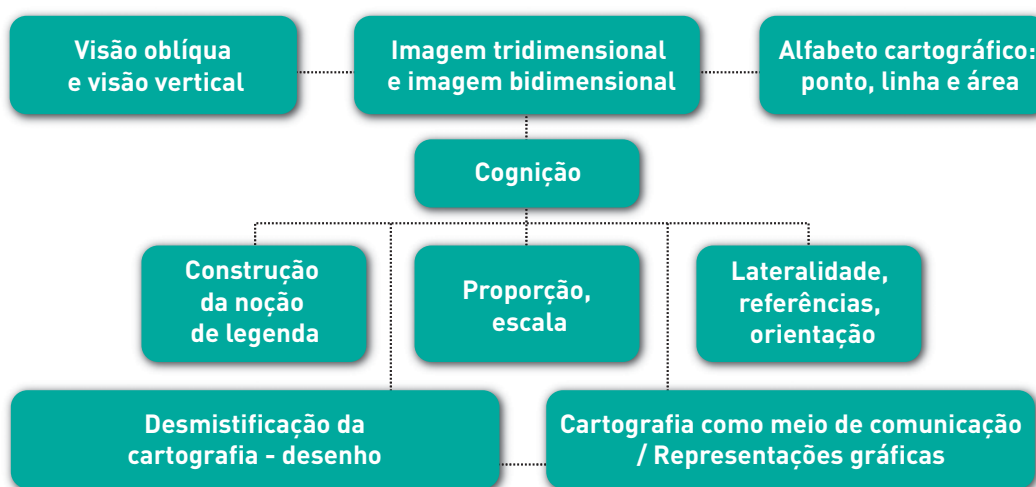 Visão oblíqua
e visão vertical
Imagem tridimensional
e imagem bidimensional
Alfabeto cartográfico:
ponto, linha e área
Cognição
Construção
da noção
de legenda
Proporção,
escala
Lateralidade,
referências,
orientação
Desmistificação da
cartografia - desenho
Cartografia como meio de comunicação
/ Representações gráficas